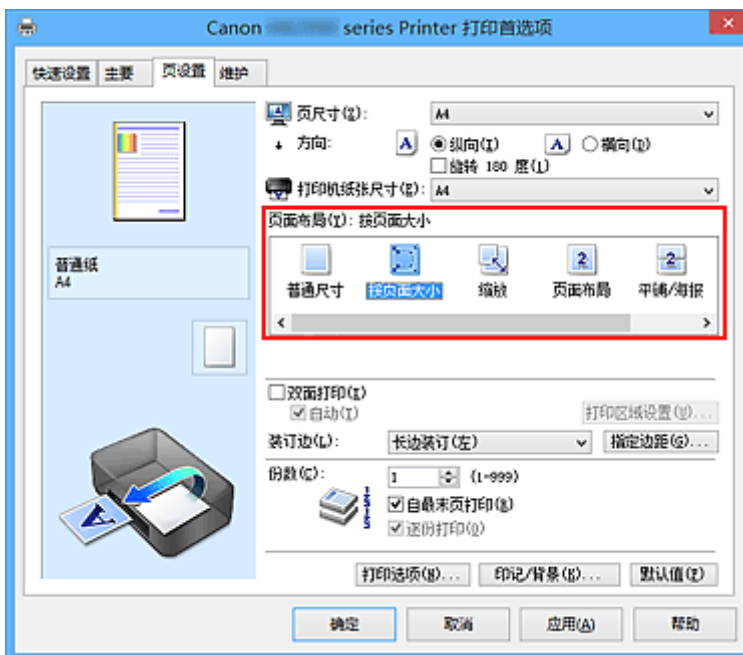 Canon series Printer 打印首选项
快速设置 主要 页设置 维护
页尺寸(Z): A4
方向: A 纵向(I) A 横向(D)
旋转 180 度(L)
打印机纸张尺寸(E): A4
页面布局(Y): 按页面大小
普通尺寸 按页面大小 缩放 页面布局 平铺/海报
普通纸
A4
双面打印(X)
自动(T) 打印区域设置(U)...
装订边(L): 长边装订(左) 指定边距(G)...
份数(C): 1 (1-999)
自最末页打印(R)
逐份打印(O)
打印选项(N)... 印记/背景(K)... 默认值(F)
确定 取消 应用(A) 帮助